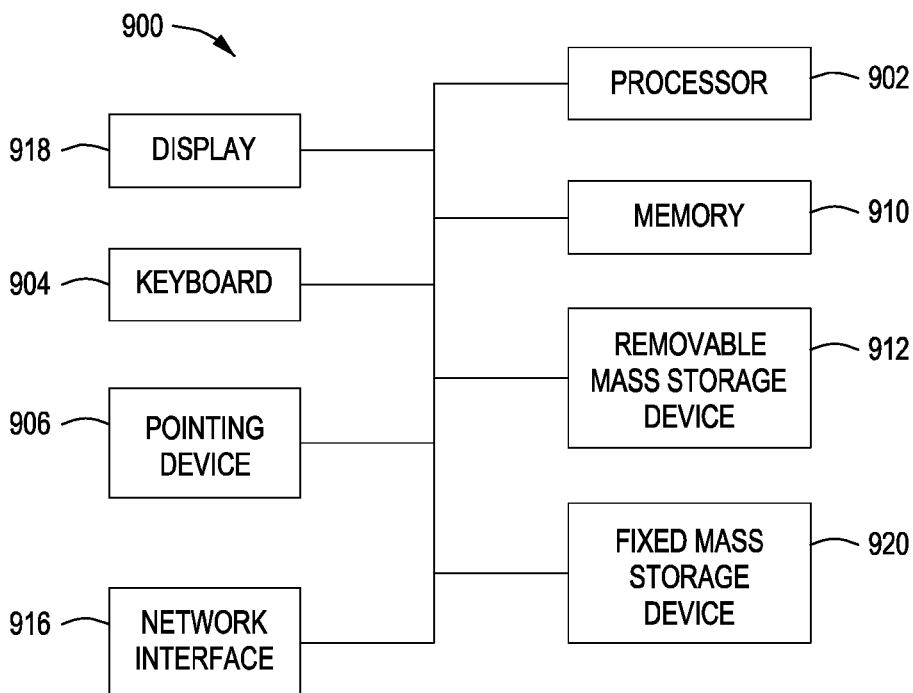 900
PROCESSOR
902
918
DISPLAY
MEMORY
910
904
KEYBOARD
REMOVABLE
MASS STORAGE
DEVICE
912
906
POINTING
DEVICE
FIXED MASS
STORAGE
DEVICE
920
916
NETWORK
INTERFACE